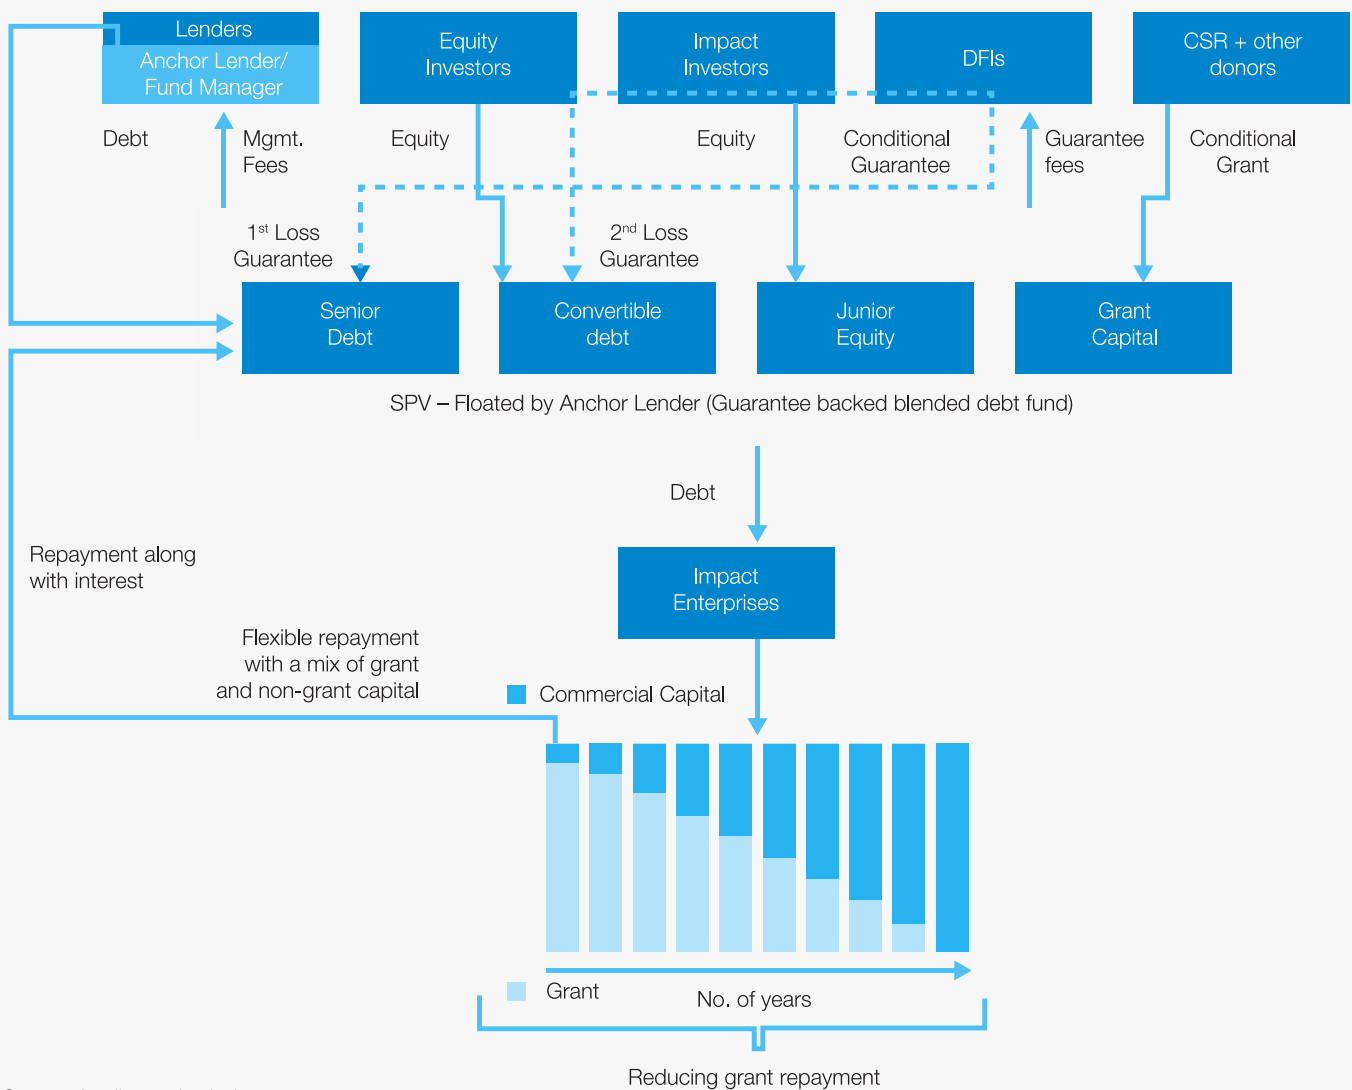 Lenders
Anchor Lender/
Fund Manager
Equity
Investors
Impact
Investors
DFIs
CSR + other
donors
Debt
Mgmt.
Fees
Equity
Equity
Conditional
Guarantee
Guarantee
fees
Conditional
Grant
1st Loss
Guarantee
2nd Loss
Guarantee
Senior
Debt
Convertible
debt
Junior
Equity
Grant
Capital
SPV – Floated by Anchor Lender (Guarantee backed blended debt fund)
Debt
Impact
Enterprises
Repayment along
with interest
Flexible repayment
with a mix of grant
and non-grant capital
Commercial Capital
Grant
No. of years
Reducing grant repayment